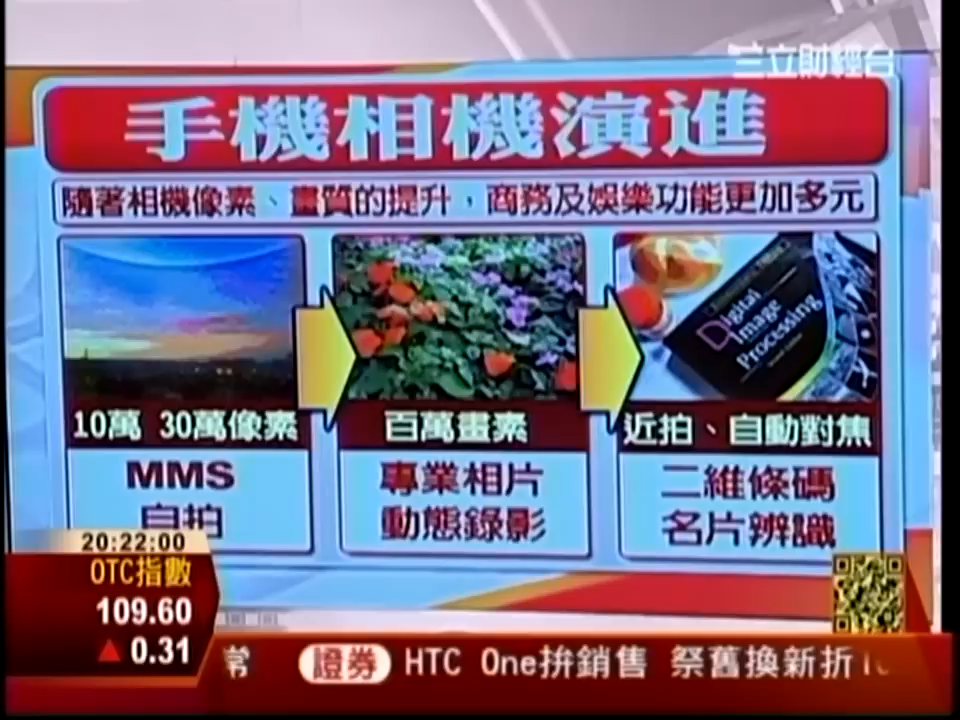 三立財經台
手機相機演進
隨著相機像素、畫質的提升，商務及娛樂功能更加多元
Digital
Image
Processing
10萬 30萬像素
百萬畫素
近拍、自動對焦
MMS
自拍
專業相片
動態錄影
二維條碼
名片辨識
20:22:00
OTC指數
109.60
▲ 0.31
常 證券 HTC One拚銷售 祭舊換新折